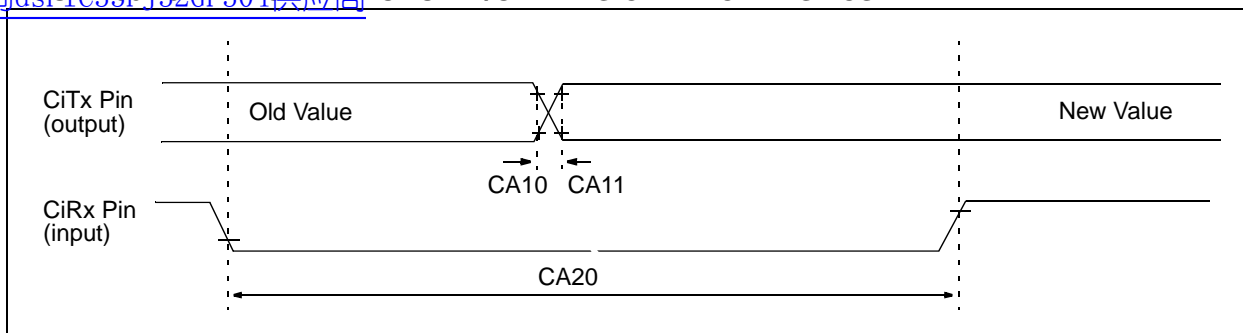 CiTx Pin
(output)
Old Value
New Value
CA10 CA11
CiRx Pin
(input)
CA20